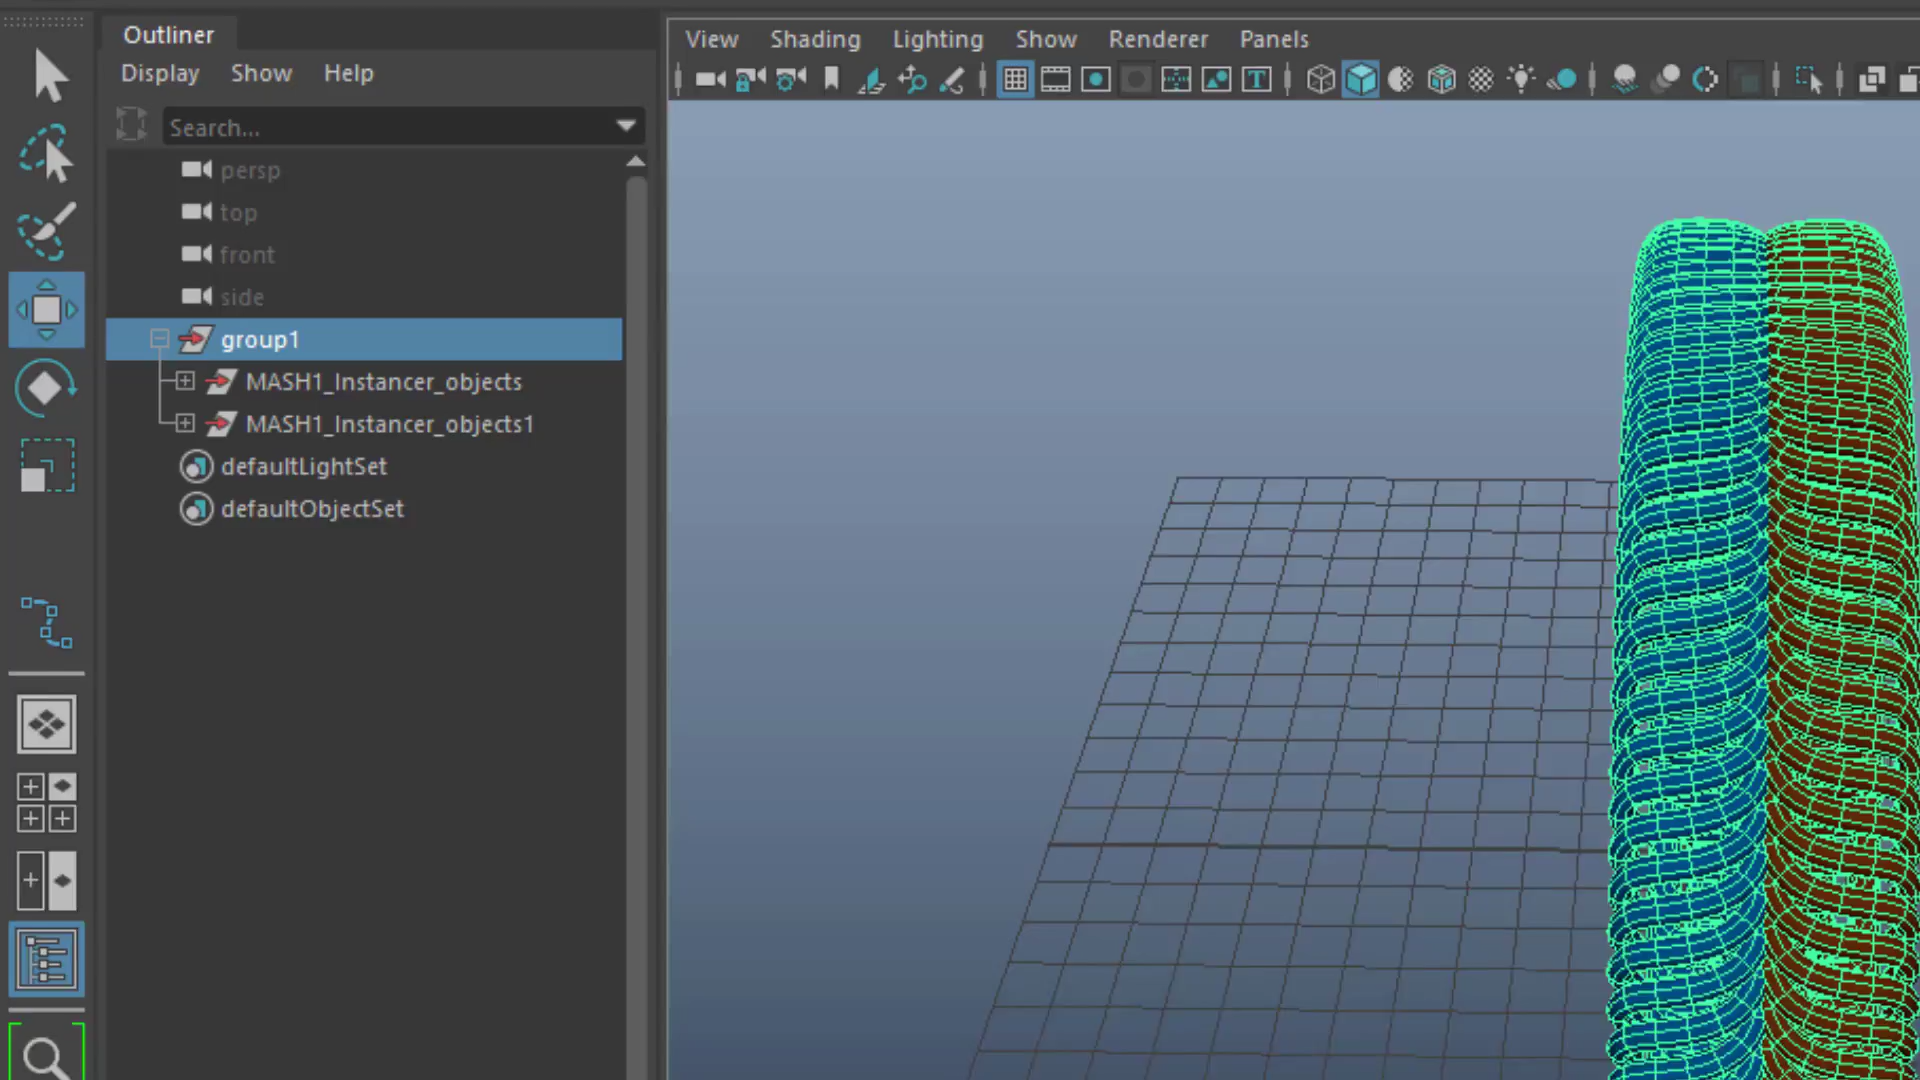 Outliner
Display Show Help
Search...
persp
top
front
side
group1
MASH1_Instancer_objects
MASH1_Instancer_objects1
defaultLightSet
defaultObjectSet
View Shading Lighting Show Renderer Panels
T